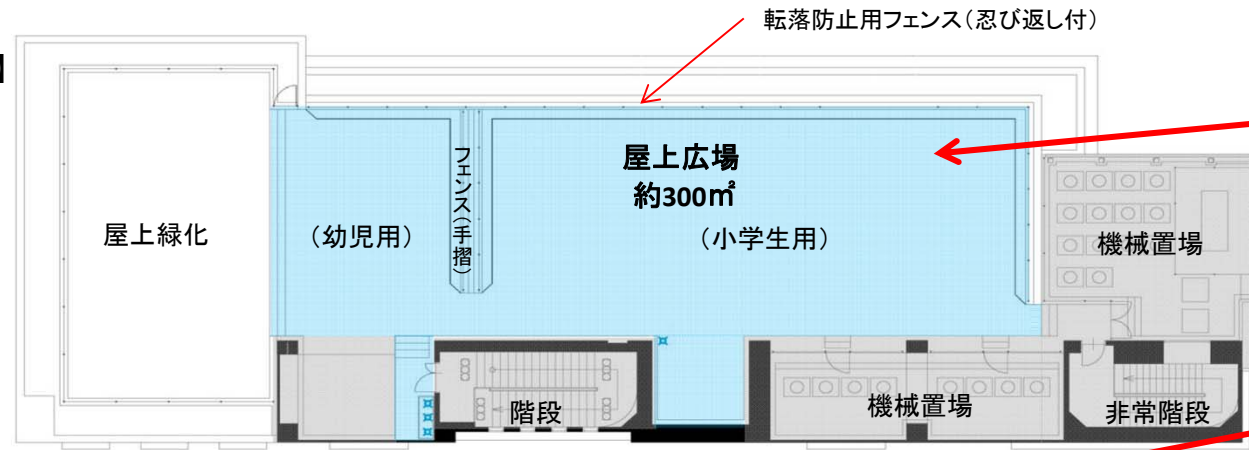 転落防止用フェンス（忍び返し付）
屋上広場
約300㎡
フェンス（手摺）
屋上緑化
（幼児用）
（小学生用）
機械置場
階段
機械置場
非常階段